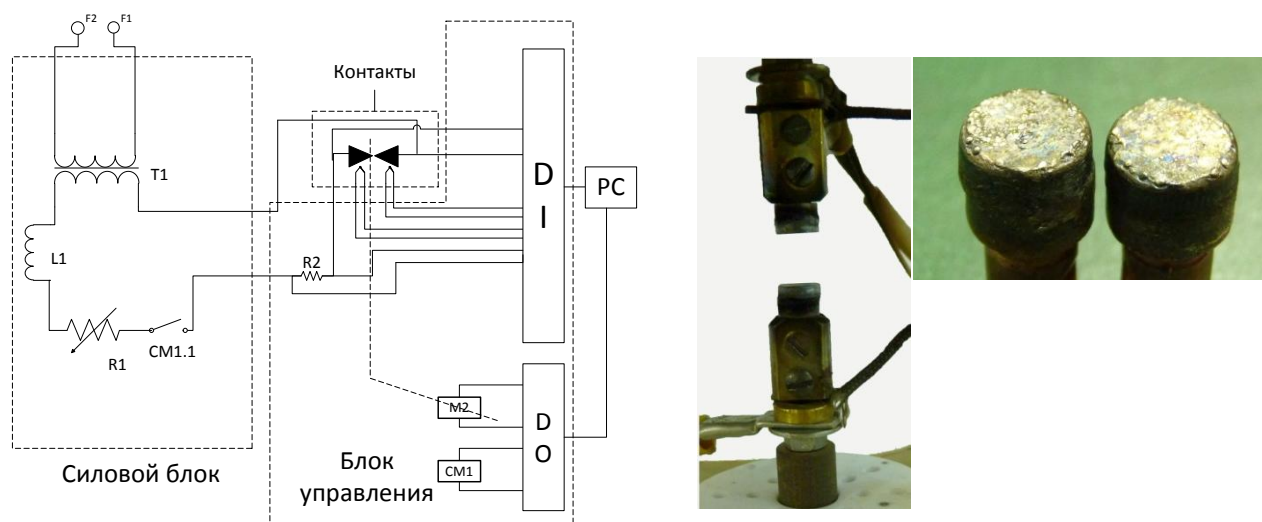 F2
F1
Контакты
T1
D
I
PC
L1
R2
R1
CM1.1
M2
D
O
CM1
Силовой блок
Блок
управления